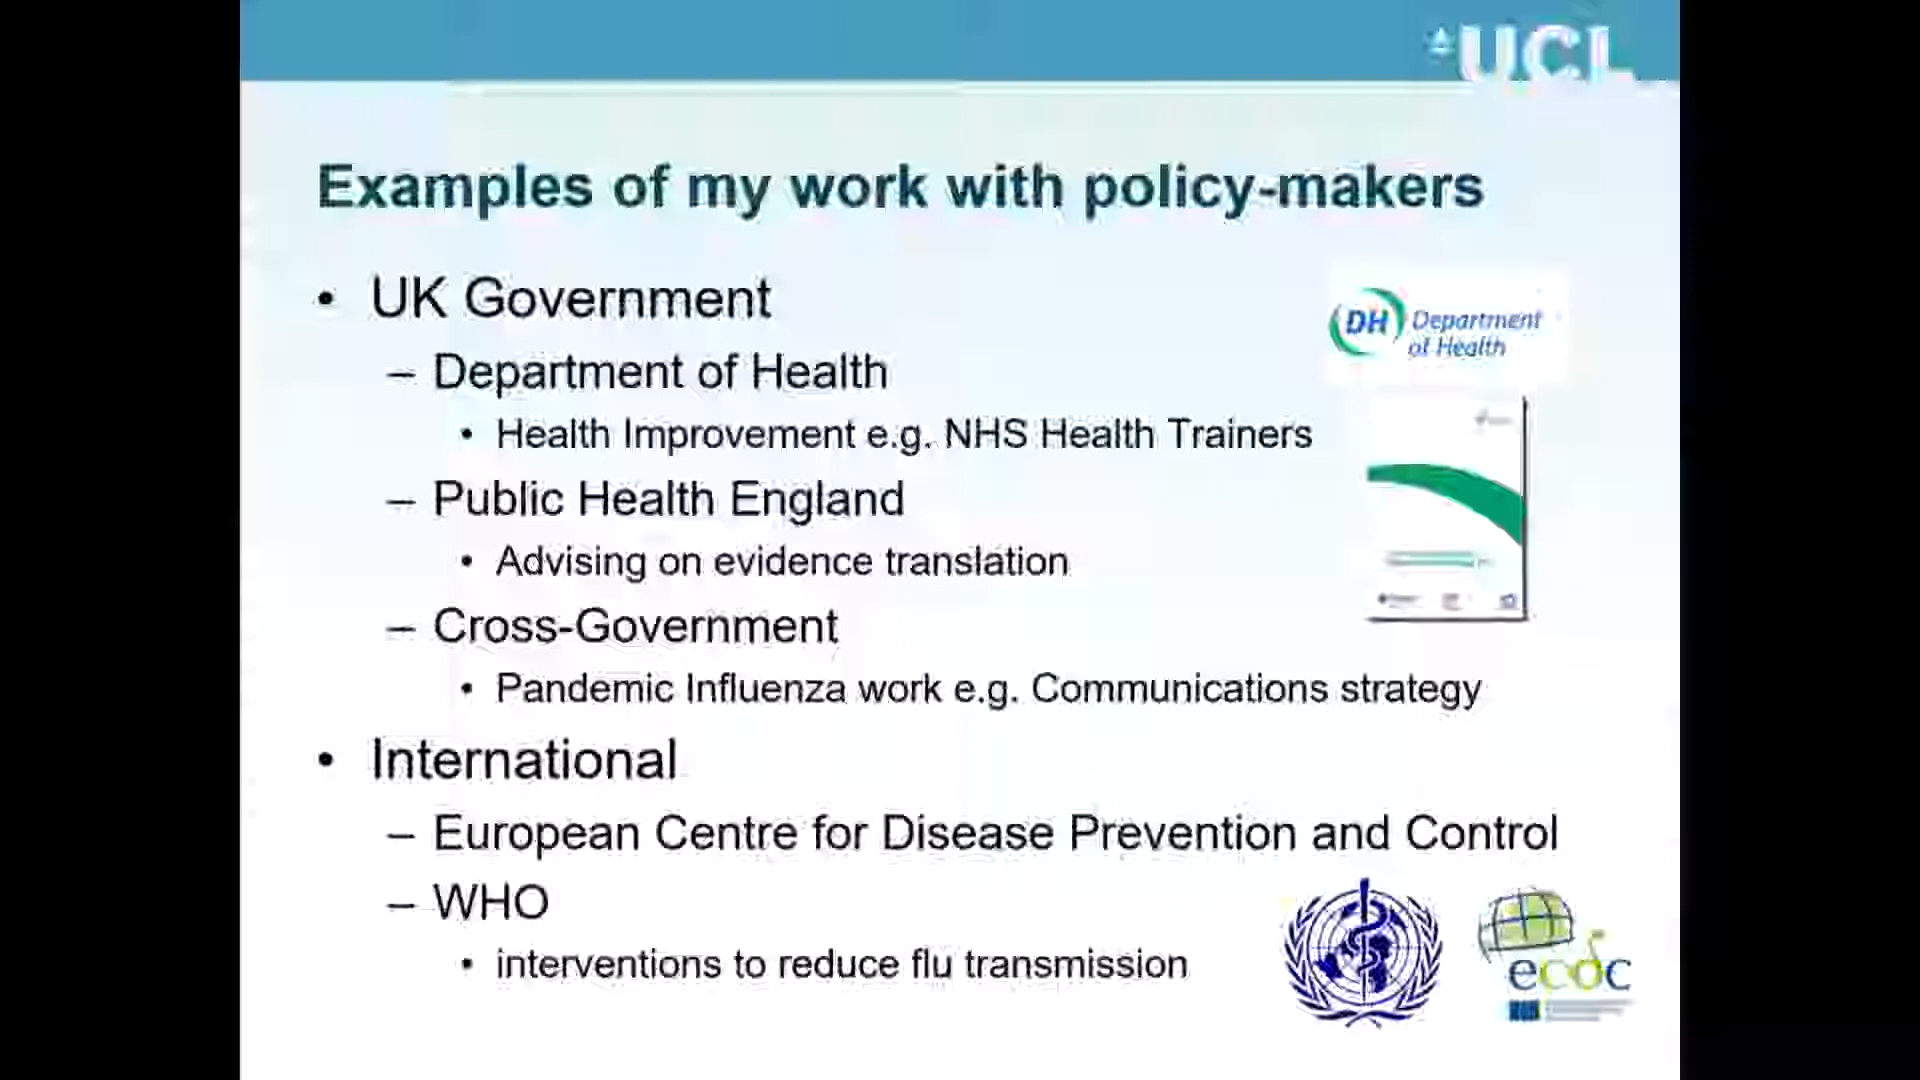 UCL
Examples of my work with policy-makers
• UK Government
– Department of Health
• Health Improvement e.g. NHS Health Trainers
– Public Health England
• Advising on evidence translation
– Cross-Government
• Pandemic Influenza work e.g. Communications strategy
• International
– European Centre for Disease Prevention and Control
– WHO
• interventions to reduce flu transmission
DH Department
of Health
ecdc